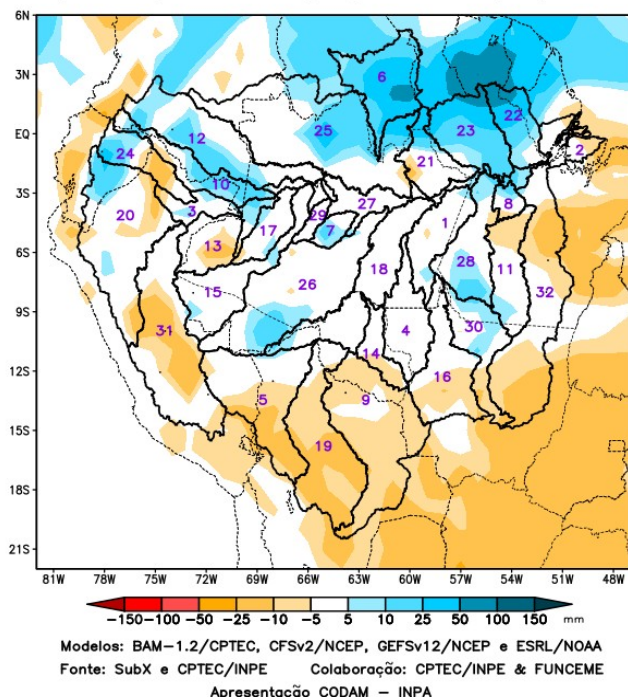 6N
3N
EQ
3S
6S
9S
12S
15S
18S
21S
6
12
25
23
22
24
21
2
10
20
3
29
27
8
17
7
1
13
28
15
26
18
11
32
31
4
30
14
5
9
16
19
81W 78W 75W 72W 69W 66W 63W 60W 57W 54W 51W 48W
-150 -100 -50 -25 -10 -5 5 10 25 50 100 150 mm
Modelos: BAM-1.2/CPTEC, CFSv2/NCEP, GEFSv12/NCEP e ESRL/NOAA
Fonte: SubX e CPTEC/INPE Colaboração: CPTEC/INPE & FUNCEME
Apresentação CODAM - INPA